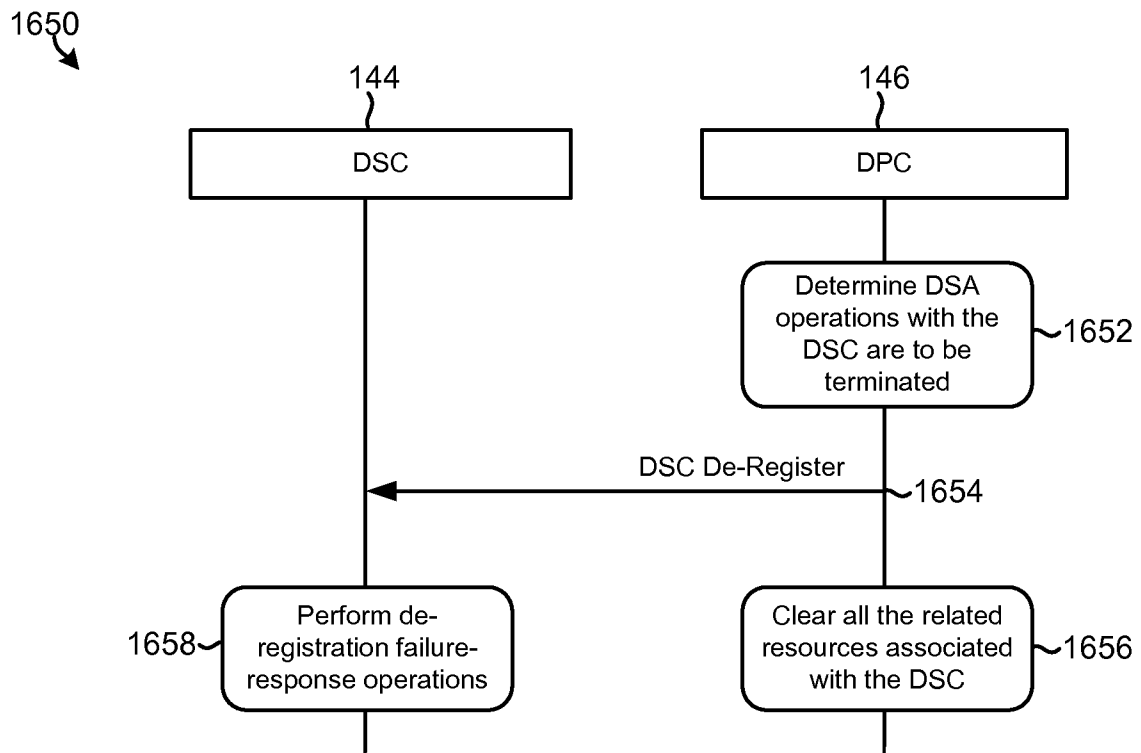 1650
144
146
DSC
DPC
Determine DSA
operations with the
DSC are to be
terminated
1652
DSC De-Register
1654
Perform de-
registration failure-
response operations
1658
Clear all the related
resources associated
with the DSC
1656